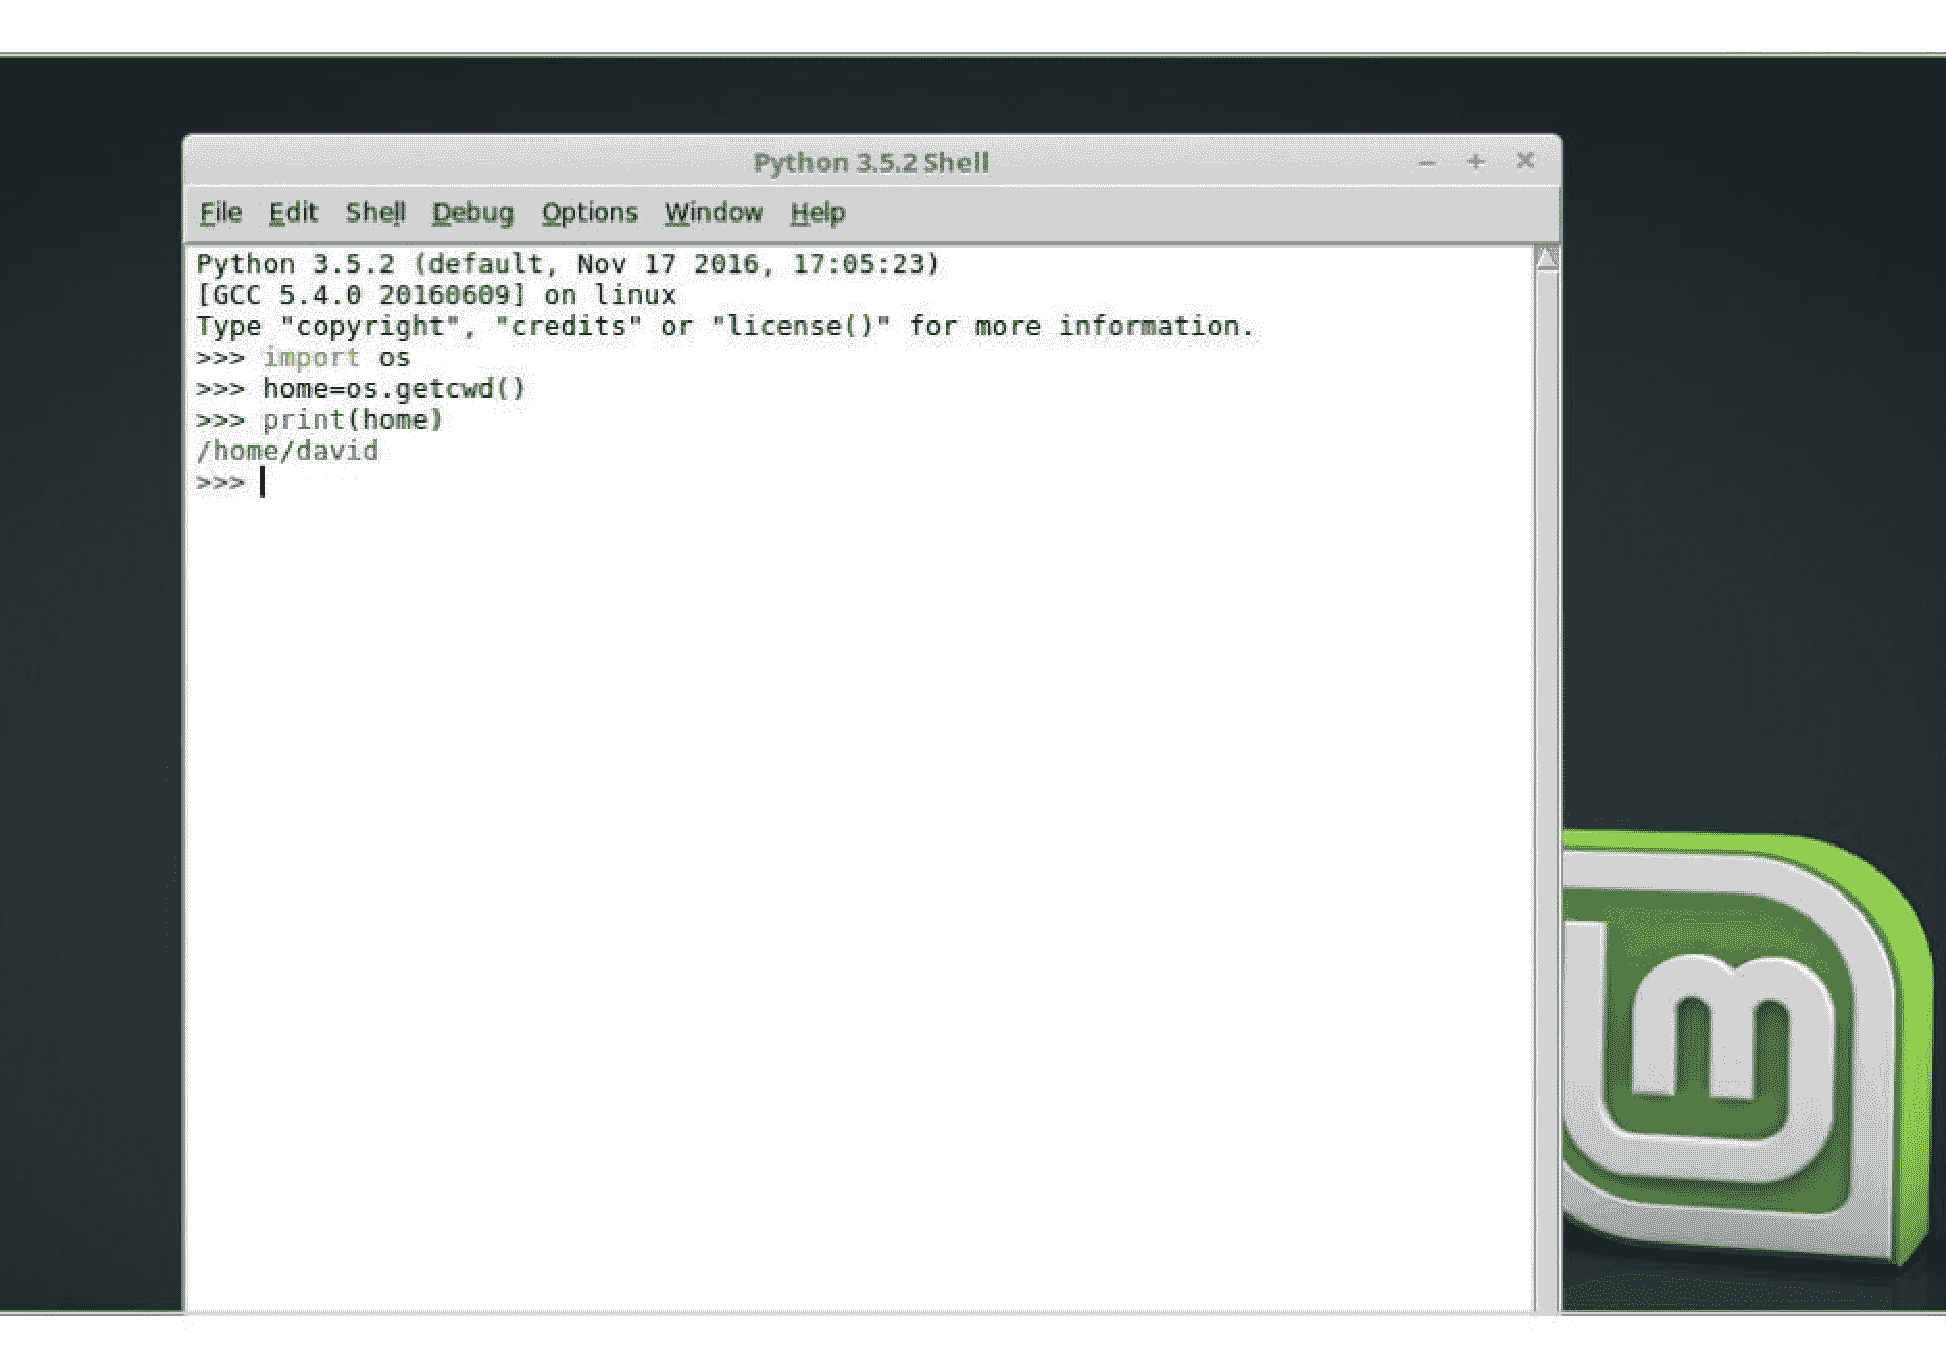 Python 3.5.2 Shell
File Edit Shell Debug Options Window Help
Python 3.5.2 (default, Nov 17 2016, 17:05:23)
[GCC 5.4.0 20160609] on linux
Type "copyright", "credits" or "license()" for more information.
>>> import os
>>> home=os.getcwd()
>>> print(home)
/home/david
>>>